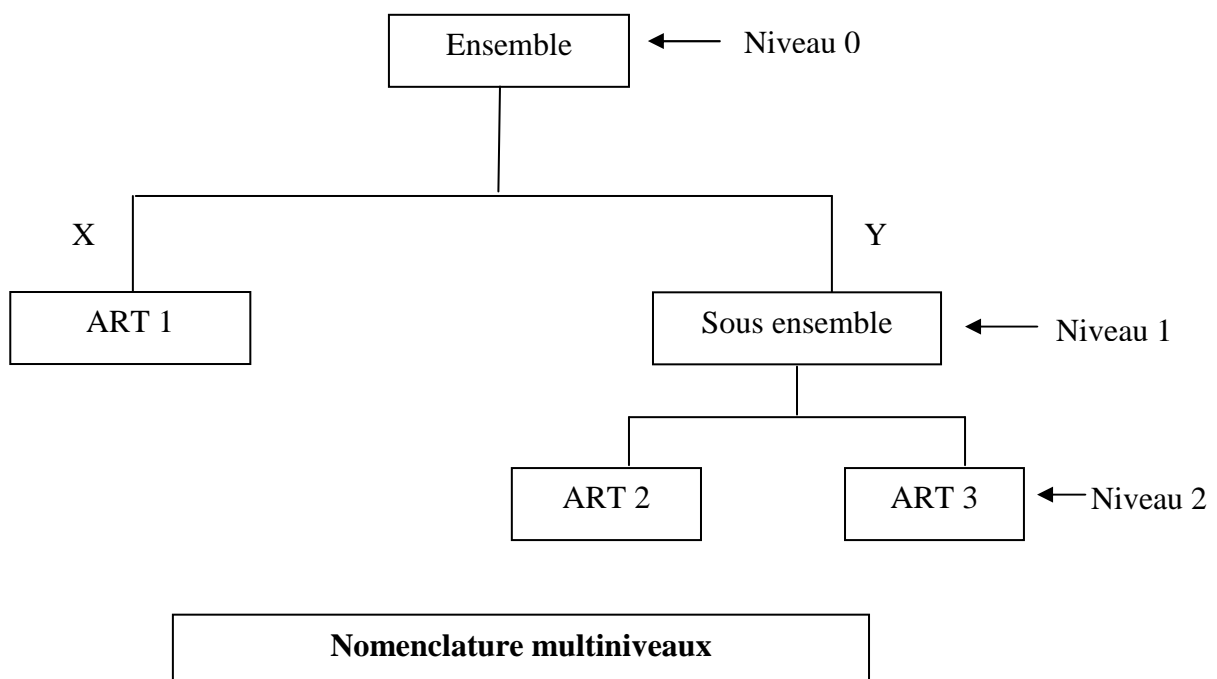 Ensemble
Niveau 0
X
Y
ART 1
Sous ensemble
Niveau 1
ART 2
ART 3
Niveau 2
Nomenclature multiniveaux